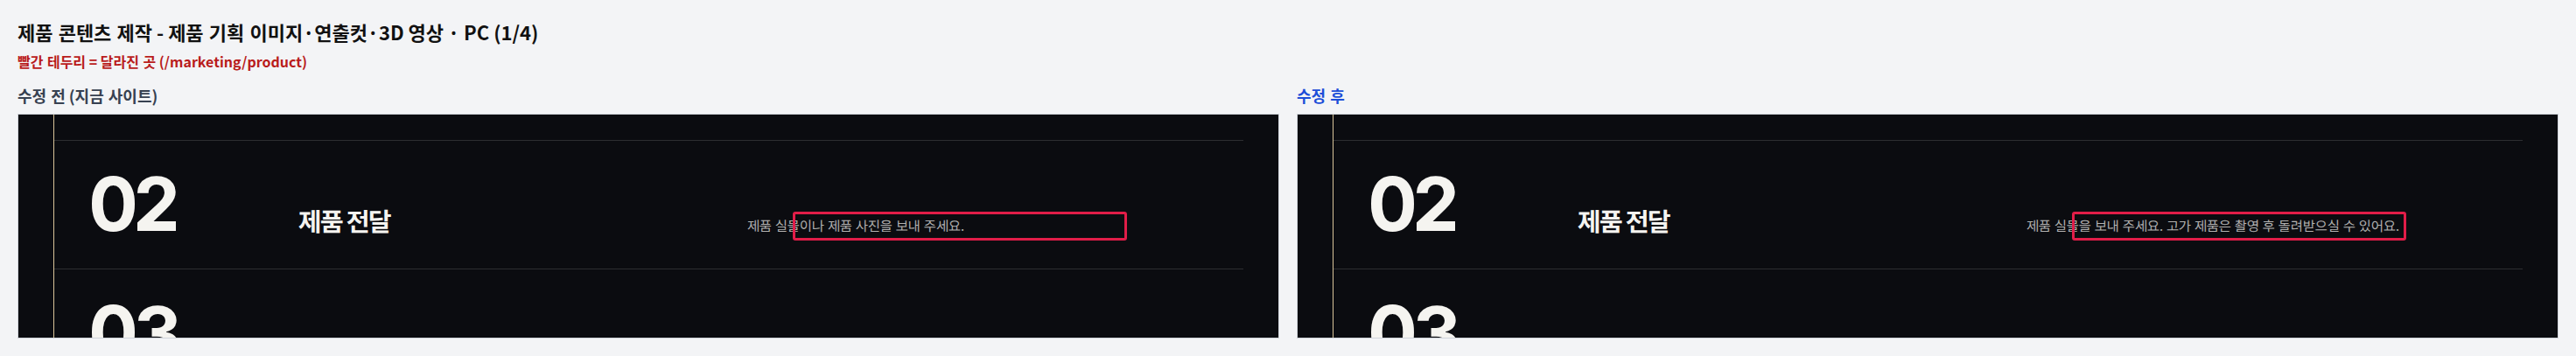 제품 콘텐츠 제작 - 제품 기획 이미지·연출컷·3D 영상 · PC (1/4)
빨간 테두리 = 달라진 곳 (/marketing/product)
수정 전 (지금 사이트)
02
제품 전달
제품 실물이나 제품 사진을 보내 주세요.
03
수정 후
02
제품 전달
제품 실물을 보내 주세요. 고가 제품은 촬영 후 돌려받으실 수 있어요.
03